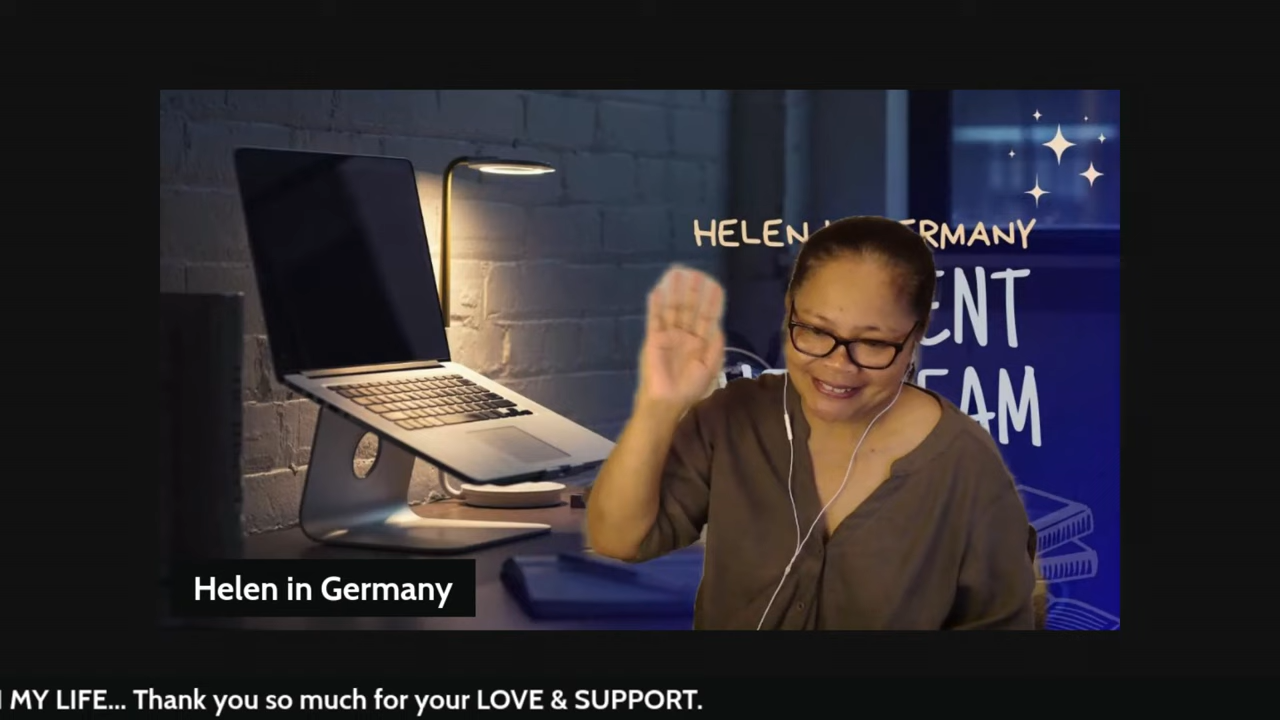 HELEN ERMANY
ENT
EAM
Helen in Germany
MY LIFE... Thank you so much for your LOVE & SUPPORT.